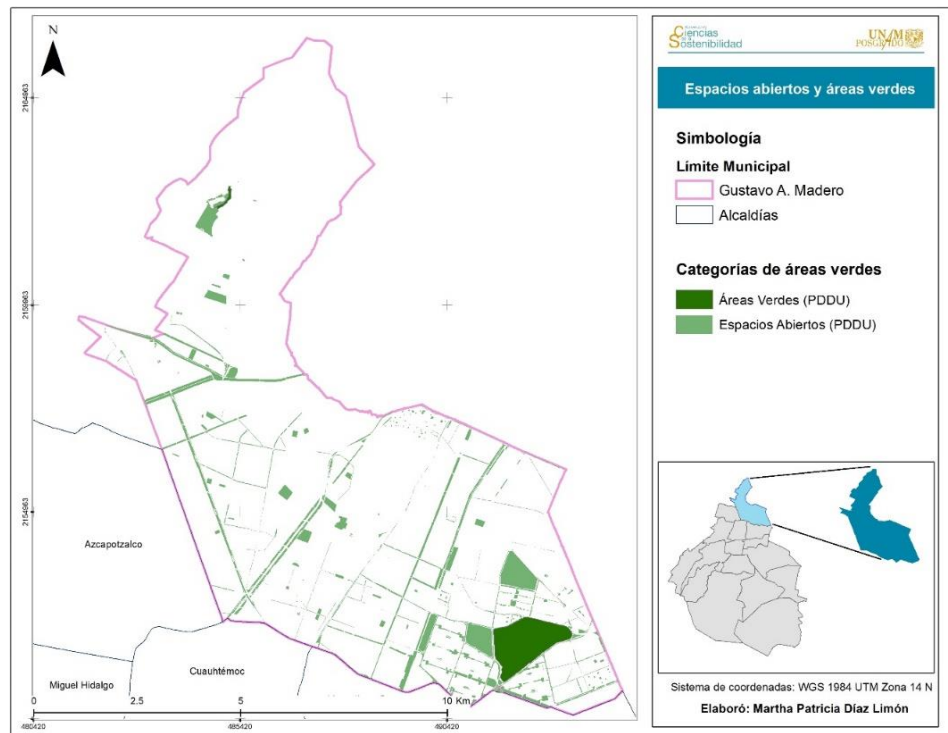 N
2164963
2159963
2154963
Azcapotzalco
Miguel Hidalgo
Cuauhtémoc
0
2.5
5
10 Km
480420
485420
490420
Ciencias
Sostenibilidad
UNAM
POSGRADO
Espacios abiertos y áreas verdes
Simbología
Límite Municipal
Gustavo A. Madero
Alcaldías
Categorías de áreas verdes
Áreas Verdes (PDDU)
Espacios Abiertos (PDDU)
Sistema de coordenadas: WGS 1984 UTM Zona 14 N
Elaboró: Martha Patricia Díaz Limón